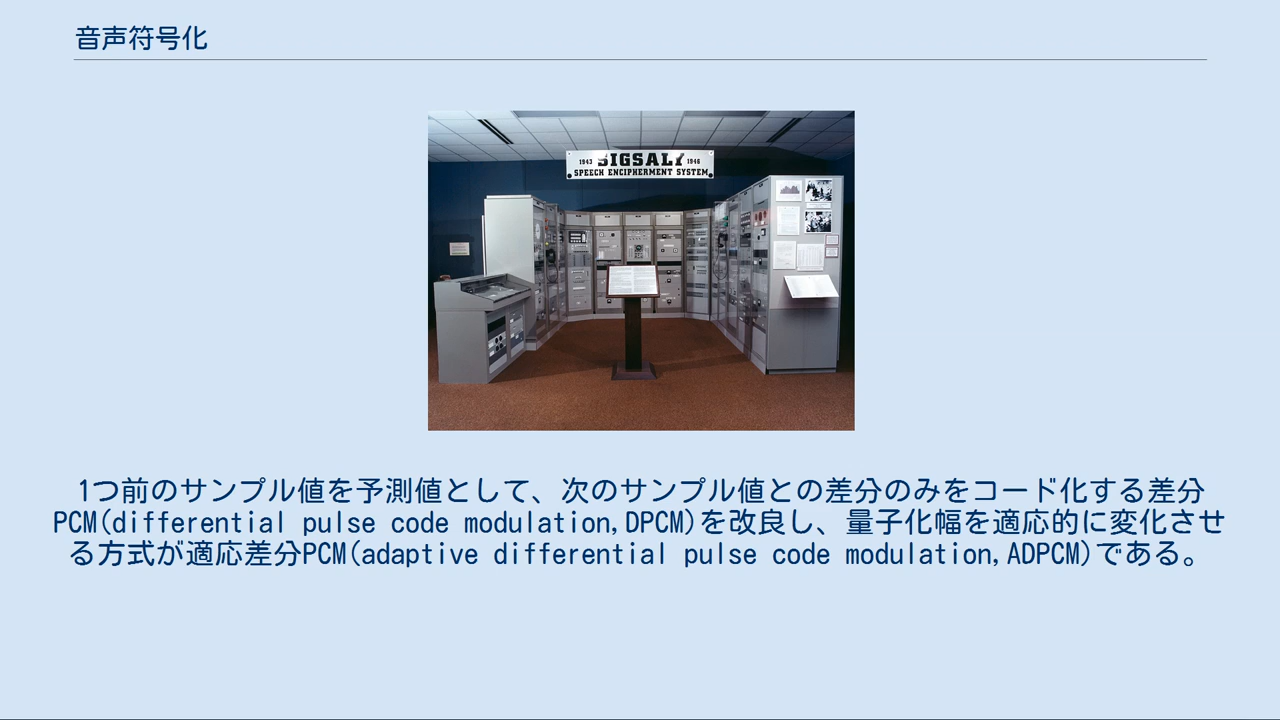 音声符号化
1943 SIGSALY 1946
SPEECH ENCIPHERMENT SYSTEM
1つ前のサンプル値を予測値として、次のサンプル値との差分のみをコード化する差分
PCM(differential pulse code modulation,DPCM)を改良し、量子化幅を適応的に変化させ
る方式が適応差分PCM(adaptive differential pulse code modulation,ADPCM)である。